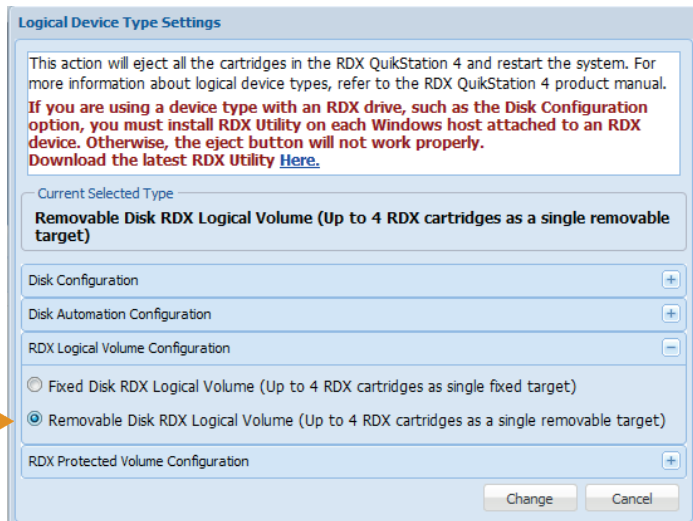 Logical Device Type Settings
This action will eject all the cartridges in the RDX QuikStation 4 and restart the system. For
more information about logical device types, refer to the RDX QuikStation 4 product manual.
If you are using a device type with an RDX drive, such as the Disk Configuration
option, you must install RDX Utility on each Windows host attached to an RDX
device. Otherwise, the eject button will not work properly.
Download the latest RDX Utility Here.
Current Selected Type
Removable Disk RDX Logical Volume (Up to 4 RDX cartridges as a single removable
target)
Disk Configuration
Disk Automation Configuration
RDX Logical Volume Configuration
Fixed Disk RDX Logical Volume (Up to 4 RDX cartridges as single fixed target)
Removable Disk RDX Logical Volume (Up to 4 RDX cartridges as a single removable target)
RDX Protected Volume Configuration
Change Cancel